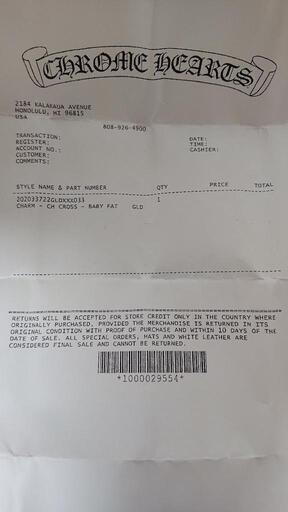 CHROME HEARTS
2184 KALAKAUA AVENUE
HONOLULU, HI 96815
USA
808-926-4900
TRANSACTION: DATE:
REGISTER: TIME:
ACCOUNT NO.: CASHIER:
CUSTOMER:
COMMENTS:
STYLE NAME & PART NUMBER QTY PRICE TOTAL
202033722GLDXXX033 1
CHARM - CH CROSS - BABY FAT GLD
RETURNS WILL BE ACCEPTED FOR STORE CREDIT ONLY IN THE COUNTRY WHERE
ORIGINALLY PURCHASED, PROVIDED THE MERCHANDISE IS RETURNED IN ITS
ORIGINAL CONDITION WITH PROOF OF PURCHASE AND WITHIN 10 DAYS OF THE
DATE OF SALE. ALL SPECIAL ORDERS, HATS AND WHITE LEATHER ARE
CONSIDERED FINAL SALE AND CANNOT BE RETURNED.
*1000029554*